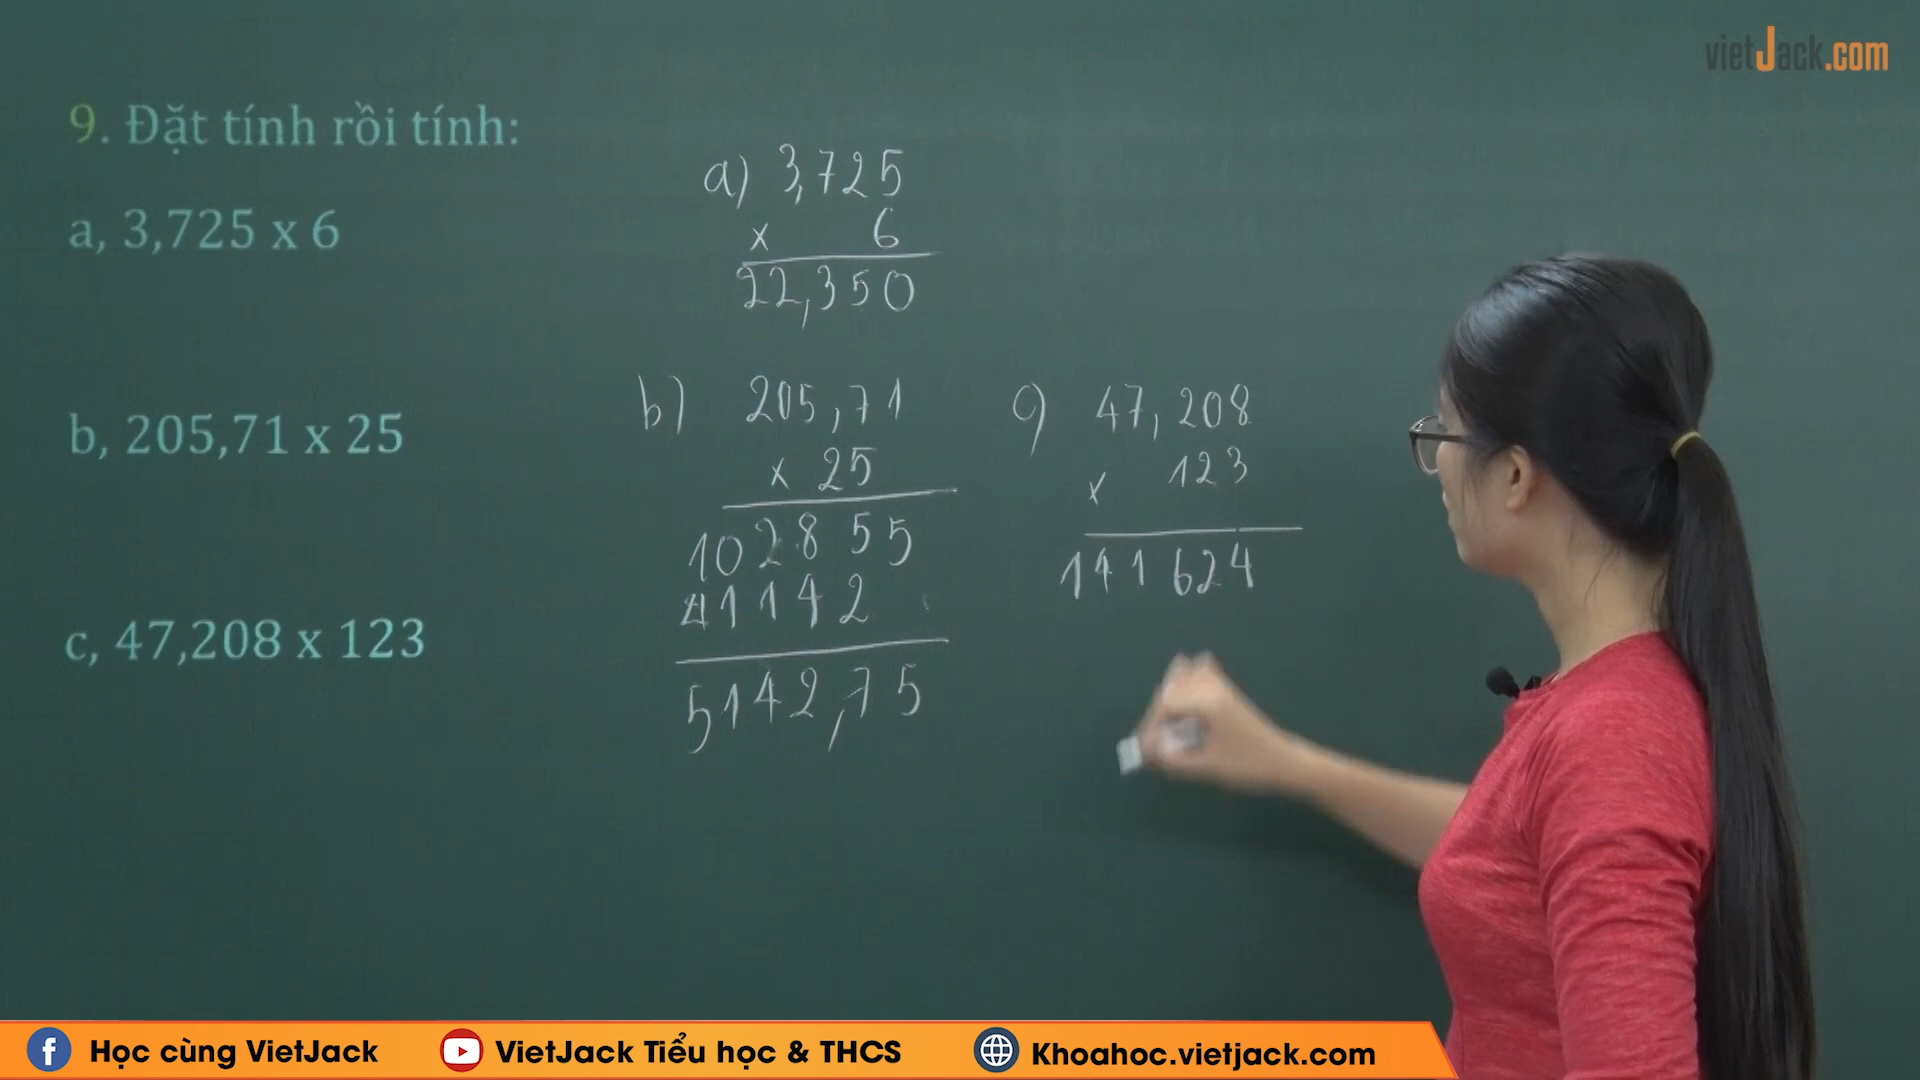 vietJack.com
9. Đặt tính rồi tính:
a, 3,725 x 6
b, 205,71 x 25
c, 47,208 x 123
a) 3,725
x 6
22,350
b) 205,71
x 25
102855
41142
5142,75
c) 47,208
x 123
141624
Học cùng VietJack
VietJack Tiểu học & THCS
Khoahoc.vietjack.com